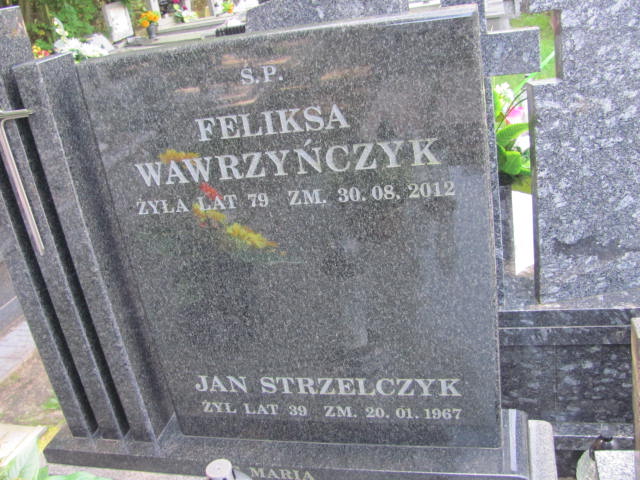 Ś.P.
FELIKSA
WAWRZYŃCZYK
ŻYŁA LAT 79 ZM. 30.08.2012
JAN STRZELCZYK
ŻYŁ LAT 39 ZM. 20.01.1967
MARIA